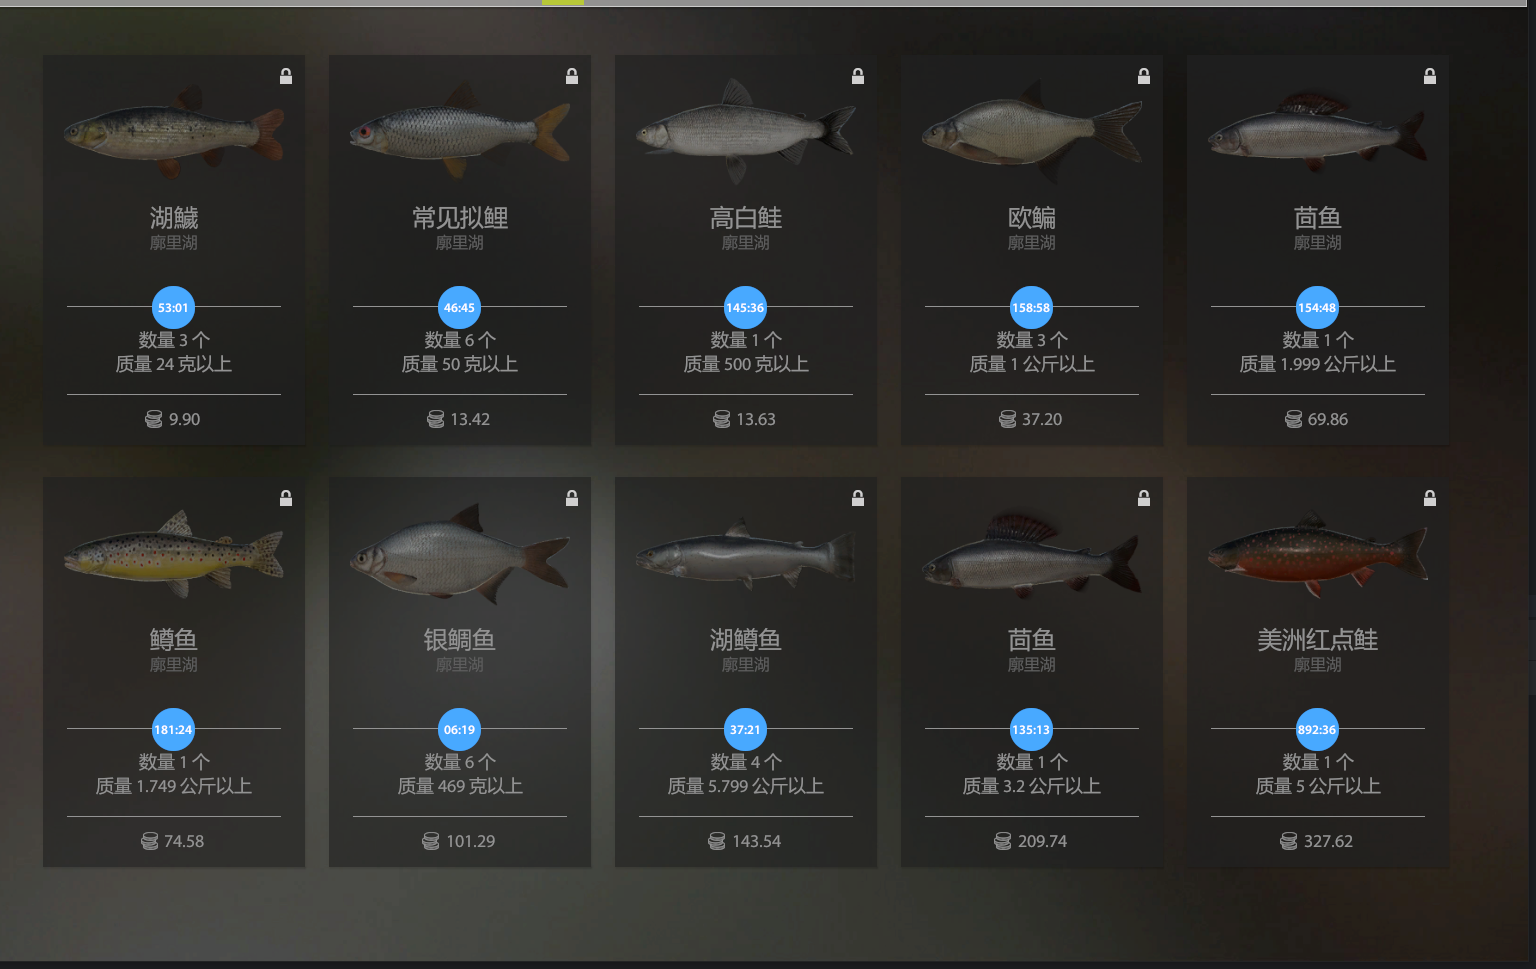 湖鱥
廓里湖
53:01
数量 3 个
质量 24 克以上
9.90
常见拟鲤
廓里湖
46:45
数量 6 个
质量 50 克以上
13.42
高白鲑
廓里湖
145:36
数量 1 个
质量 500 克以上
13.63
欧鳊
廓里湖
158:58
数量 3 个
质量 1 公斤以上
37.20
茴鱼
廓里湖
154:48
数量 1 个
质量 1.999 公斤以上
69.86
鳟鱼
廓里湖
181:24
数量 1 个
质量 1.749 公斤以上
74.58
银鲷鱼
廓里湖
06:19
数量 6 个
质量 469 克以上
101.29
湖鳟鱼
廓里湖
37:21
数量 4 个
质量 5.799 公斤以上
143.54
茴鱼
廓里湖
135:13
数量 1 个
质量 3.2 公斤以上
209.74
美洲红点鲑
廓里湖
892:36
数量 1 个
质量 5 公斤以上
327.62